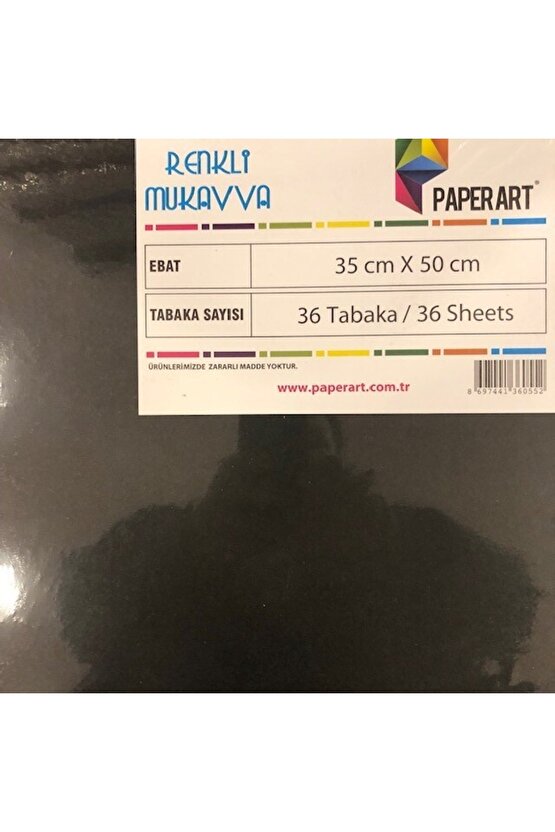 RENKLİ
MUKAVVA
PAPERART®
EBAT
35 cm X 50 cm
TABAKA SAYISI
36 Tabaka / 36 Sheets
ÜRÜNLERİMİZDE ZARARLI MADDE YOKTUR.
www.paperart.com.tr
8 697441 360552